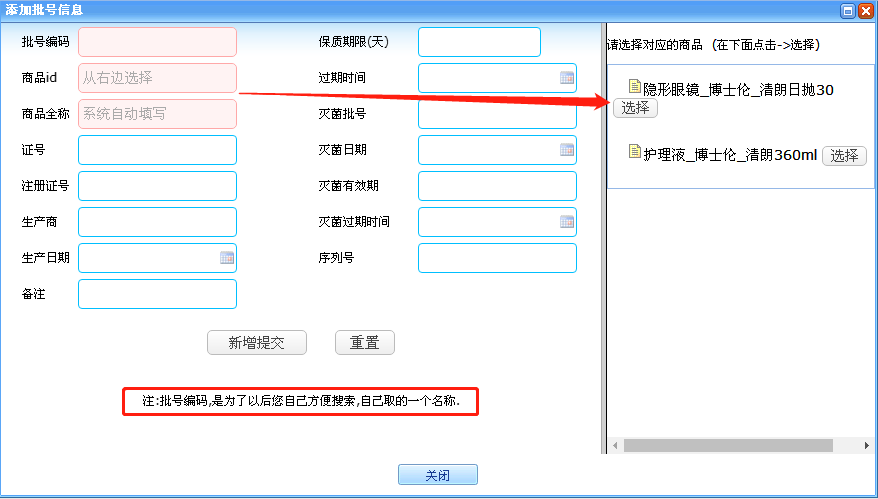 添加批号信息
批号编码
保质期限(天)
商品id
从右边选择
过期时间
商品全称
系统自动填写
灭菌批号
证号
灭菌日期
注册证号
灭菌有效期
生产商
灭菌过期时间
生产日期
序列号
备注
新增提交
重置
注:批号编码,是为了以后您自己方便搜索,自己取的一个名称.
请选择对应的商品 (在下面点击->选择)
隐形眼镜_博士伦_清朗日抛30
选择
护理液_博士伦_清朗360ml 选择
关闭